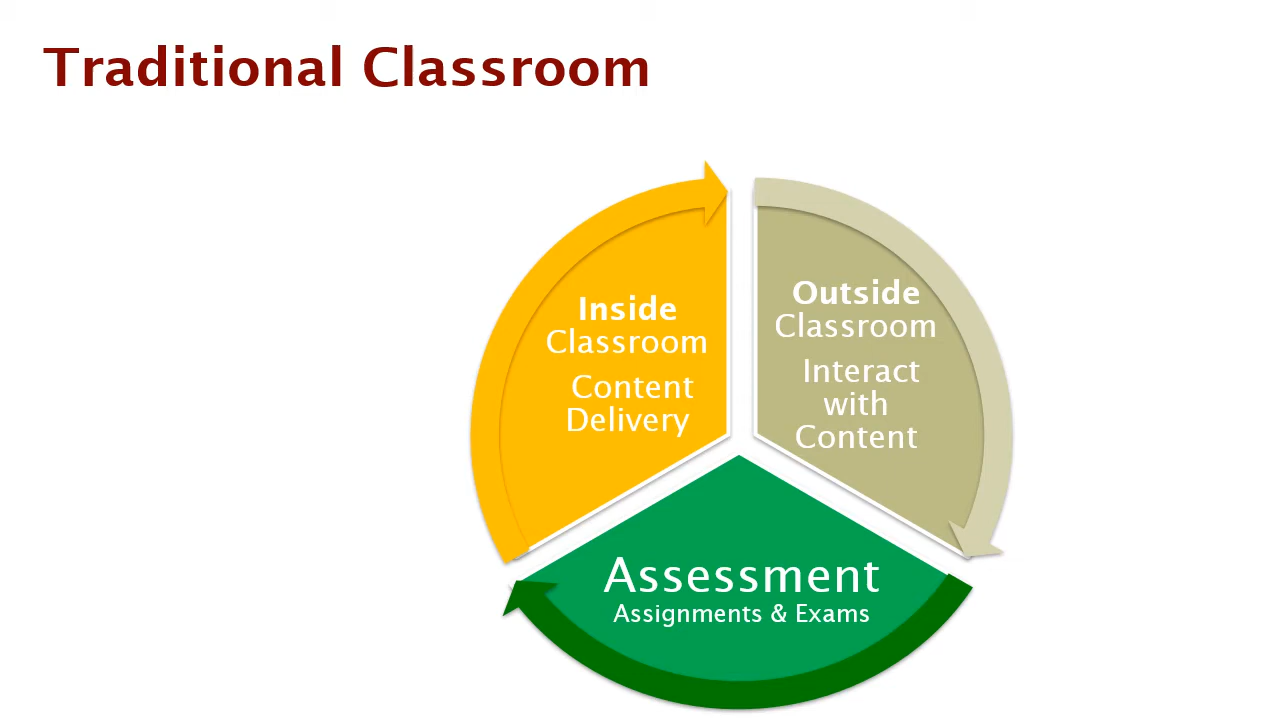 Traditional Classroom
Inside
Classroom
Content
Delivery
Outside
Classroom
Interact
with
Content
Assessment
Assignments & Exams